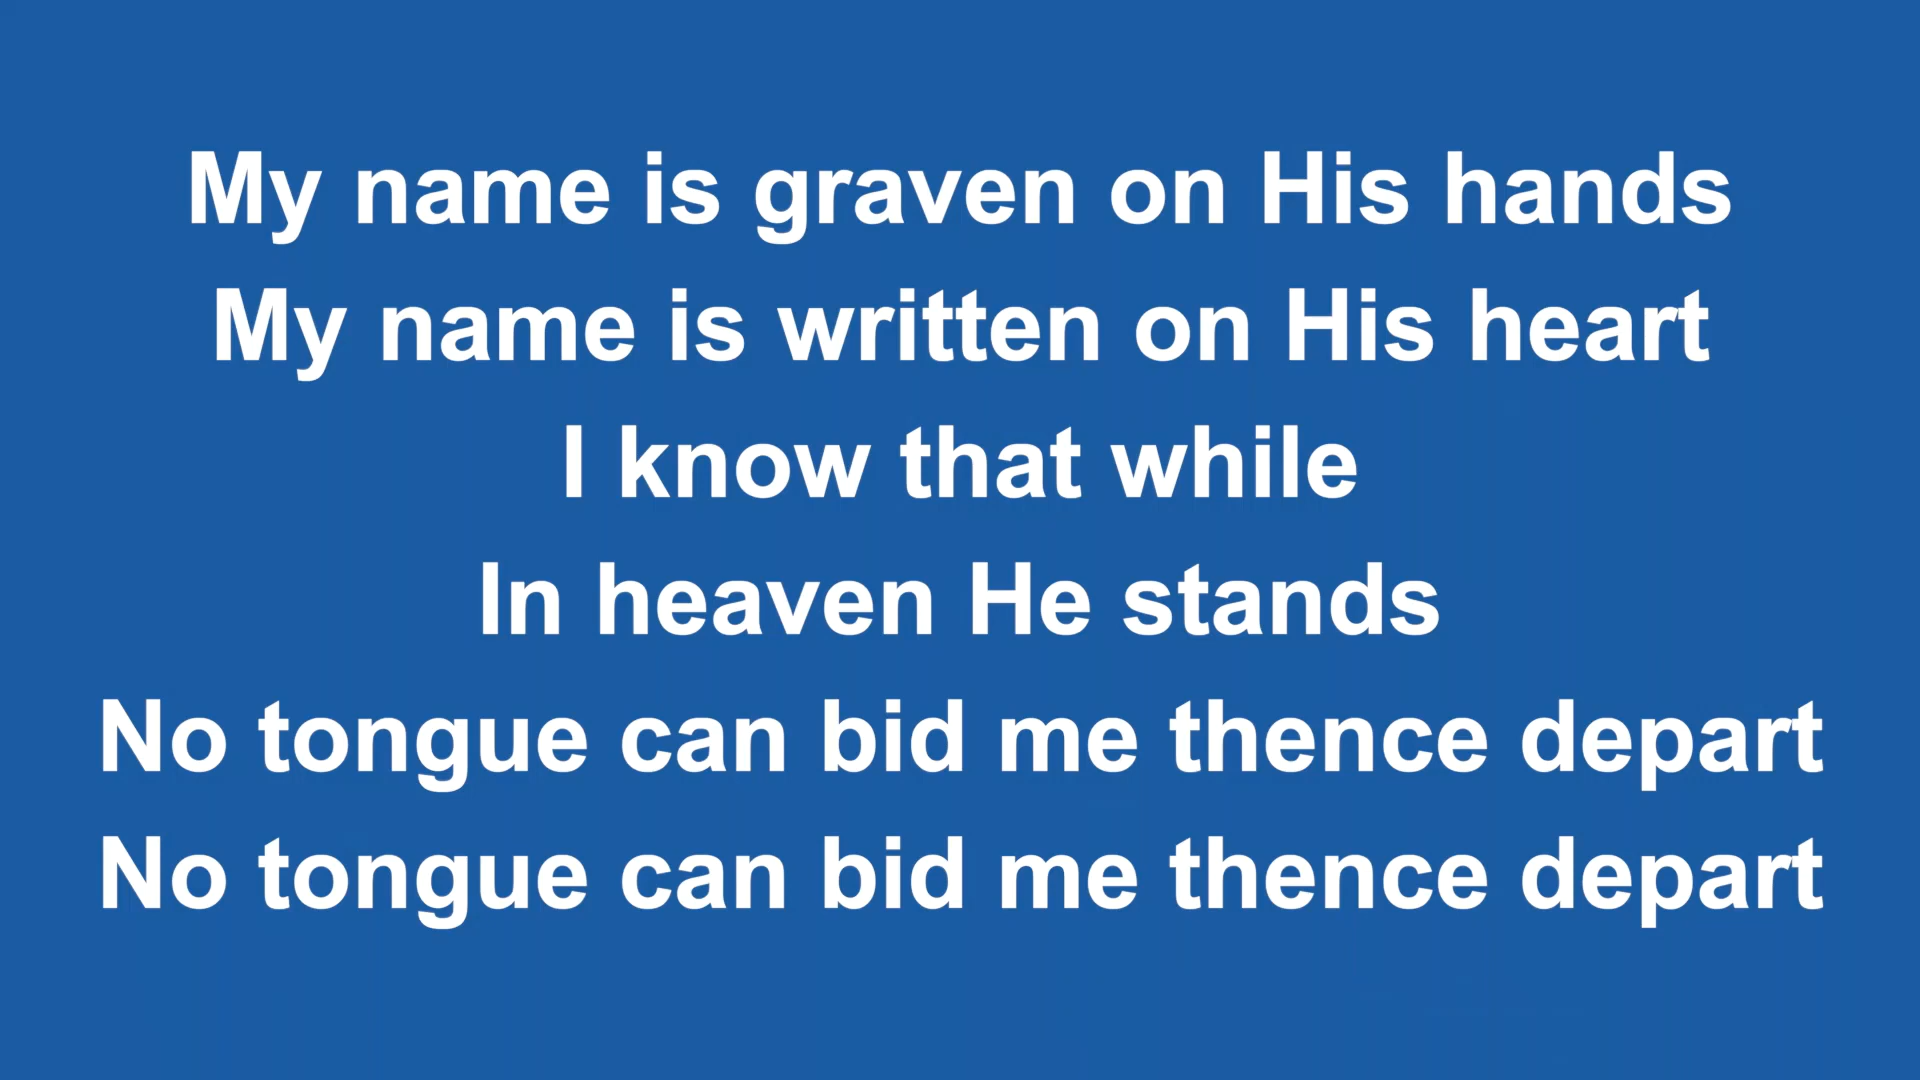 My name is graven on His hands
My name is written on His heart
I know that while
In heaven He stands
No tongue can bid me thence depart
No tongue can bid me thence depart